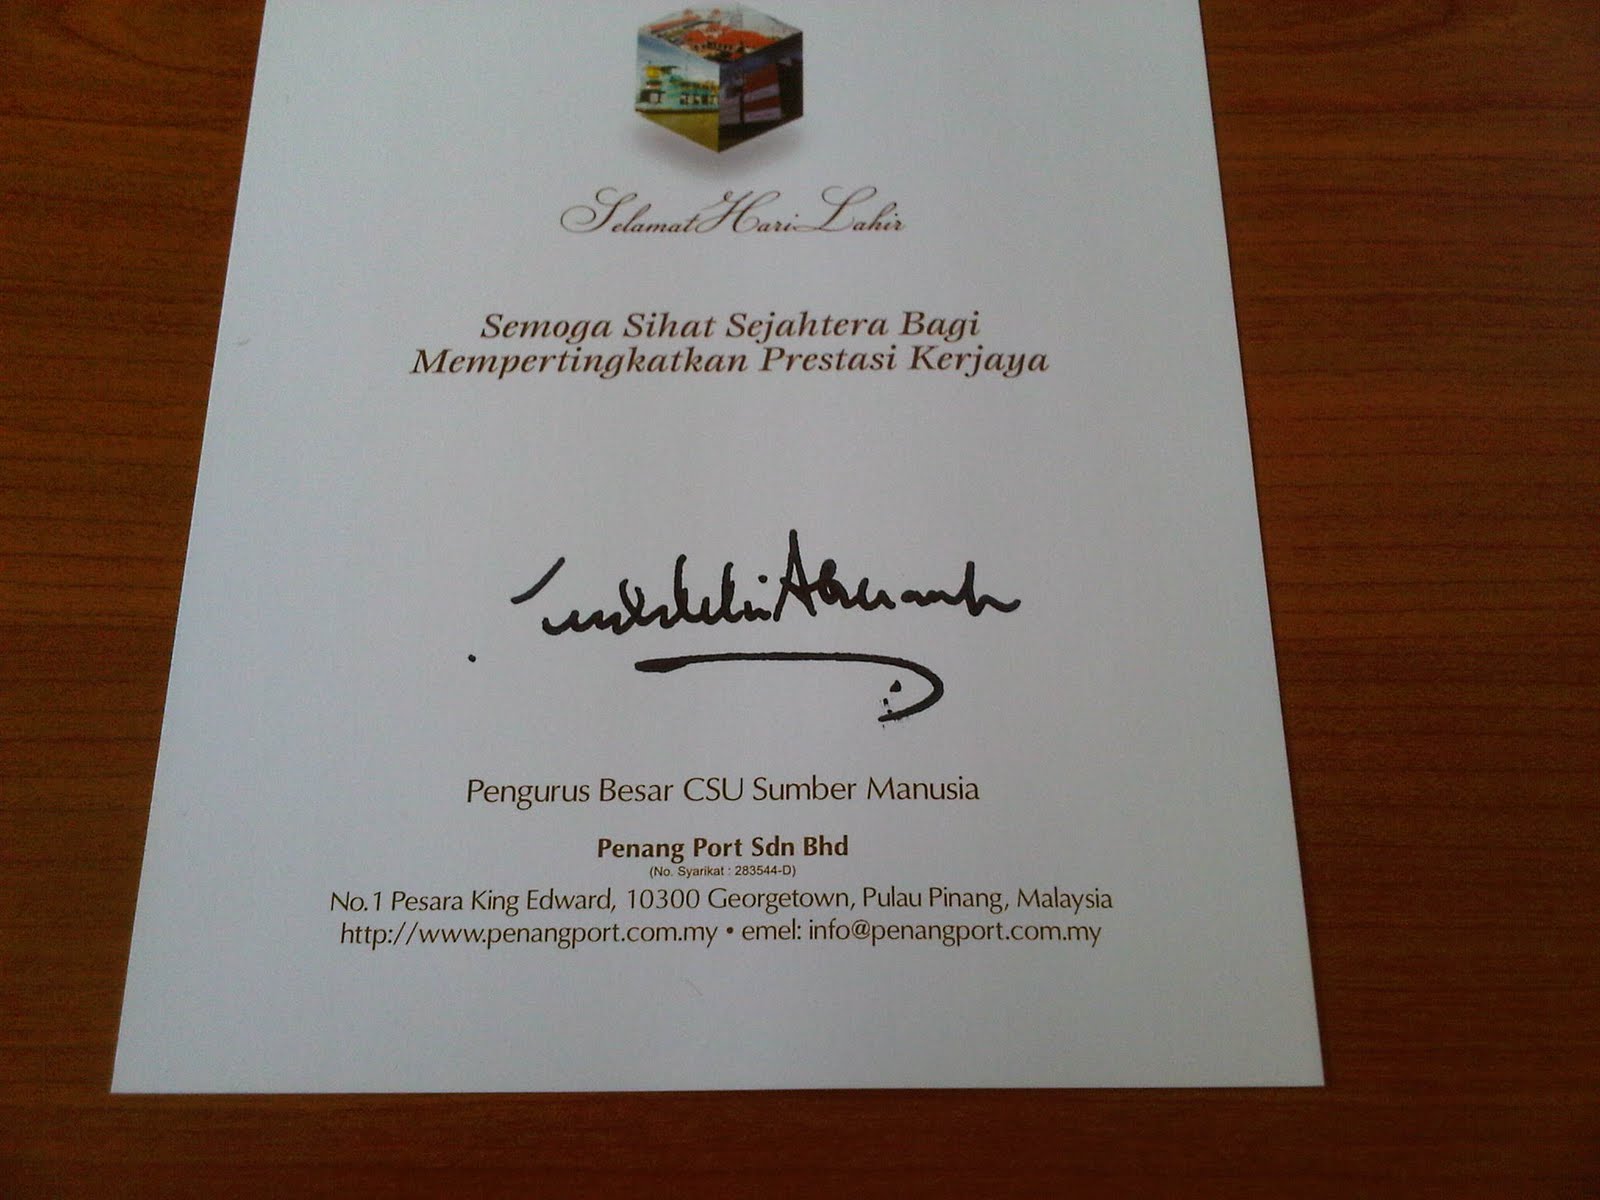 Selamat Hari Lahir
Semoga Sihat Sejahtera Bagi
Mempertingkatkan Prestasi Kerjaya
Pengurus Besar CSU Sumber Manusia
Penang Port Sdn Bhd
(No. Syarikat : 283544-D)
No.1 Pesara King Edward, 10300 Georgetown, Pulau Pinang, Malaysia
http://www.penangport.com.my • emel: info@penangport.com.my